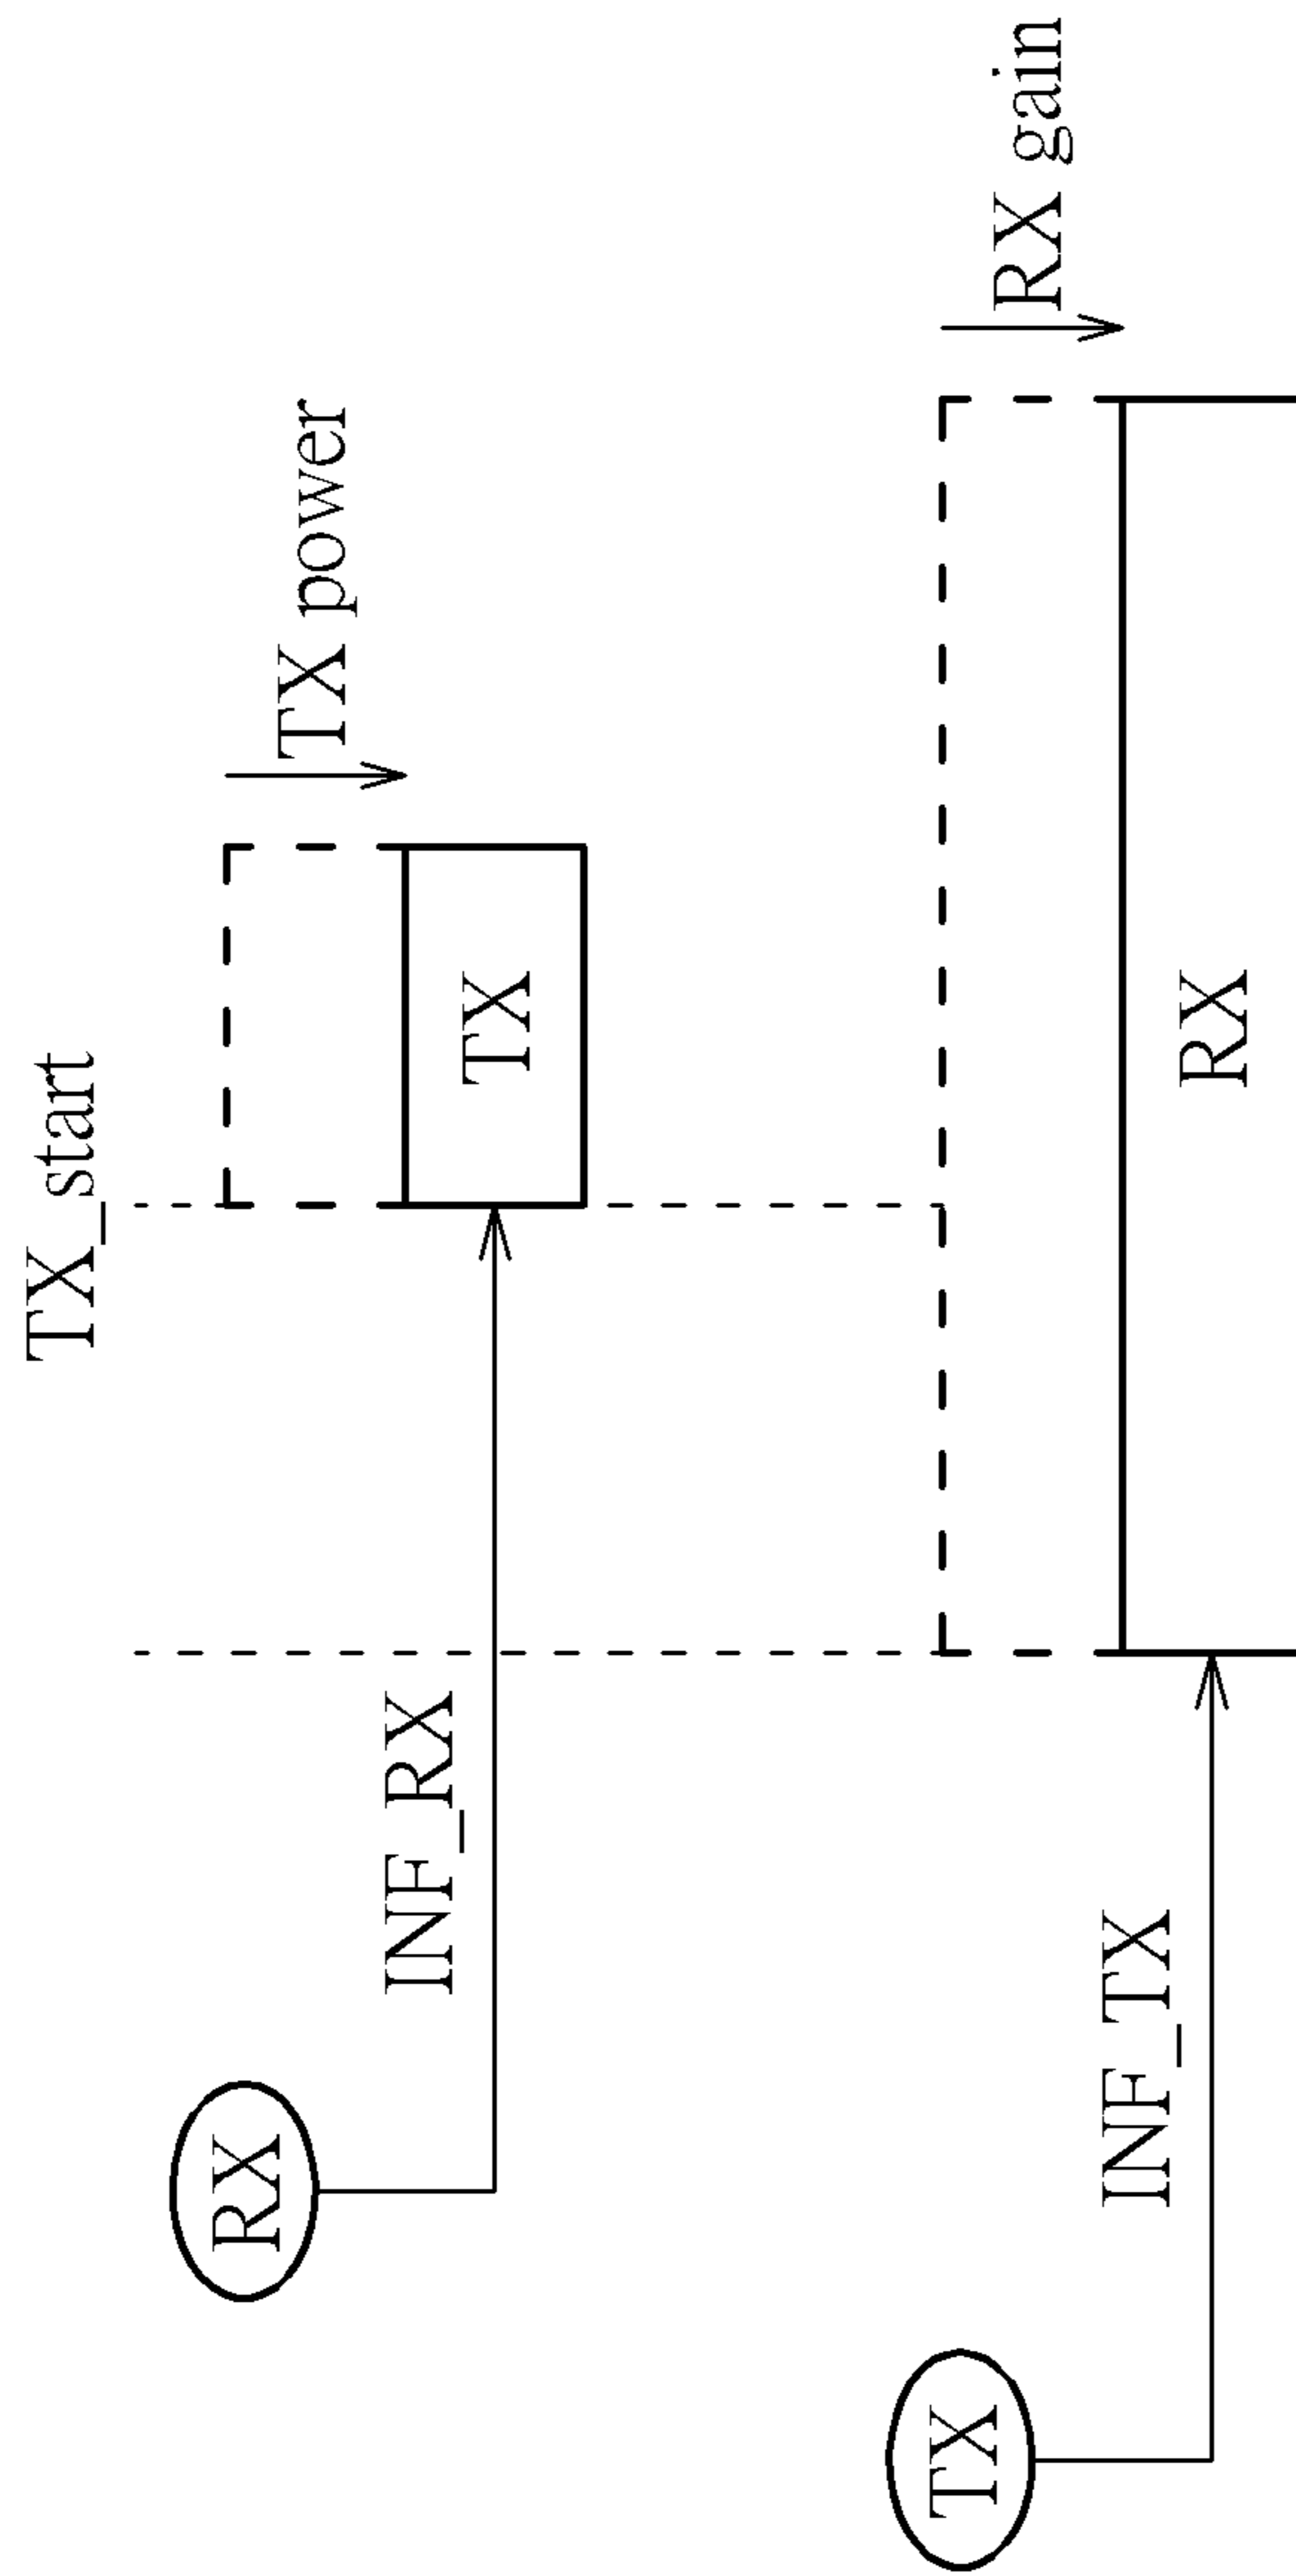 TX_start
RX
TX power
INF_RX
TX
TX
RX gain
INF_TX
RX